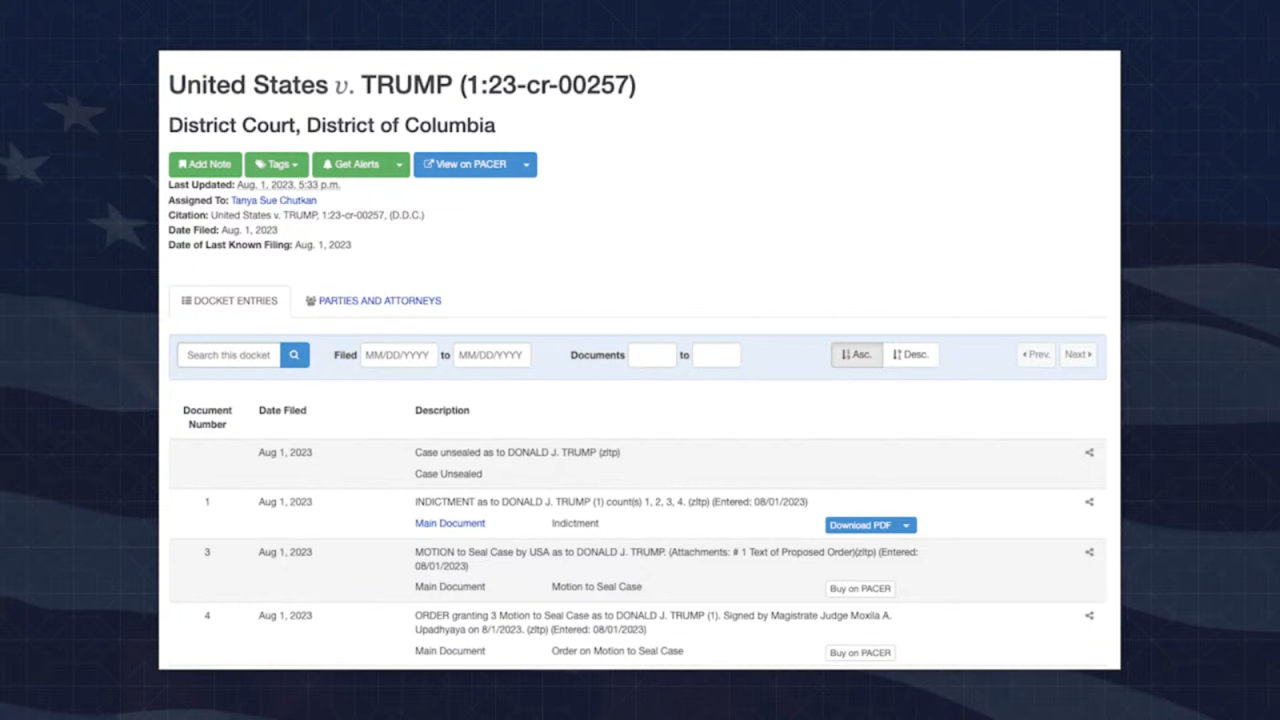 United States v. TRUMP (1:23-cr-00257)
District Court, District of Columbia
Add Note Tags Get Alerts View on PACER
Last Updated: Aug. 1, 2023, 5:33 p.m.
Assigned To: Tanya Sue Chutkan
Citation: United States v. TRUMP, 1:23-cr-00257, (D.D.C.)
Date Filed: Aug. 1, 2023
Date of Last Known Filing: Aug. 1, 2023
DOCKET ENTRIES PARTIES AND ATTORNEYS
Search this docket Filed MM/DD/YYYY to MM/DD/YYYY Documents to Asc. Desc. Prev. Next
Document Number Date Filed Description
Aug 1, 2023 Case unsealed as to DONALD J. TRUMP (zltp)
Case Unsealed
1 Aug 1, 2023 INDICTMENT as to DONALD J. TRUMP (1) count(s) 1, 2, 3, 4. (zltp) (Entered: 08/01/2023)
Main Document Indictment Download PDF
3 Aug 1, 2023 MOTION to Seal Case by USA as to DONALD J. TRUMP. (Attachments: # 1 Text of Proposed Order)(zltp) (Entered:
08/01/2023)
Main Document Motion to Seal Case Buy on PACER
4 Aug 1, 2023 ORDER granting 3 Motion to Seal Case as to DONALD J. TRUMP (1). Signed by Magistrate Judge Moxila A.
Upadhyaya on 8/1/2023. (zltp) (Entered: 08/01/2023)
Main Document Order on Motion to Seal Case Buy on PACER